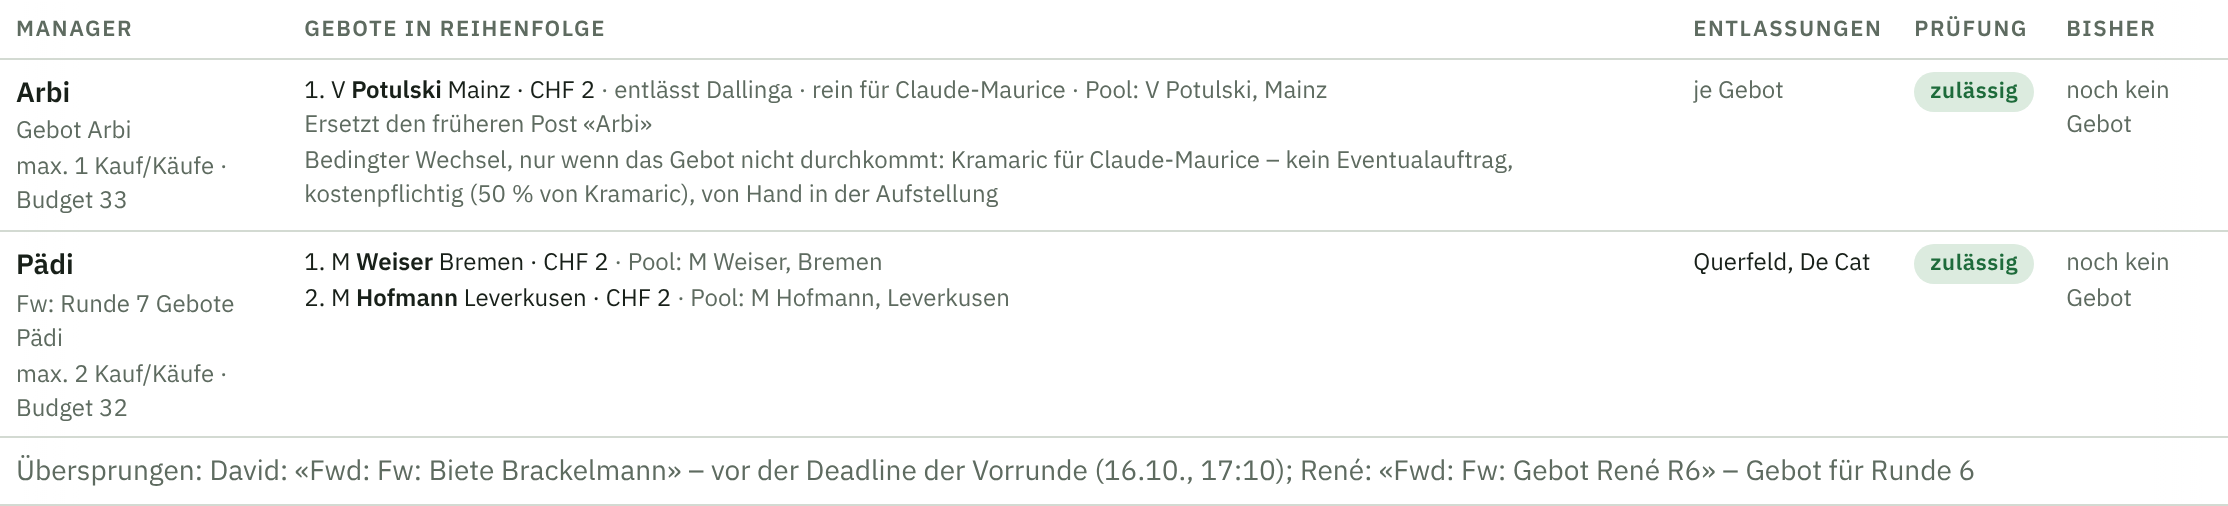 MANAGER GEBOTE IN REIHENFOLGE ENTLASSUNGEN PRÜFUNG BISHER
Arbi
Gebot Arbi
max. 1 Kauf/Käufe ·
Budget 33
1. V Potulski Mainz · CHF 2 · entlässt Dallinga · rein für Claude-Maurice · Pool: V Potulski, Mainz
Ersetzt den früheren Post «Arbi»
Bedingter Wechsel, nur wenn das Gebot nicht durchkommt: Kramaric für Claude-Maurice – kein Eventualauftrag,
kostenpflichtig (50 % von Kramaric), von Hand in der Aufstellung
je Gebot
zulässig
noch kein
Gebot
Pädi
Fw: Runde 7 Gebote
Pädi
max. 2 Kauf/Käufe ·
Budget 32
1. M Weiser Bremen · CHF 2 · Pool: M Weiser, Bremen
2. M Hofmann Leverkusen · CHF 2 · Pool: M Hofmann, Leverkusen
Querfeld, De Cat
zulässig
noch kein
Gebot
Übersprungen: David: «Fwd: Fw: Biete Brackelmann» – vor der Deadline der Vorrunde (16.10., 17:10); René: «Fwd: Fw: Gebot René R6» – Gebot für Runde 6